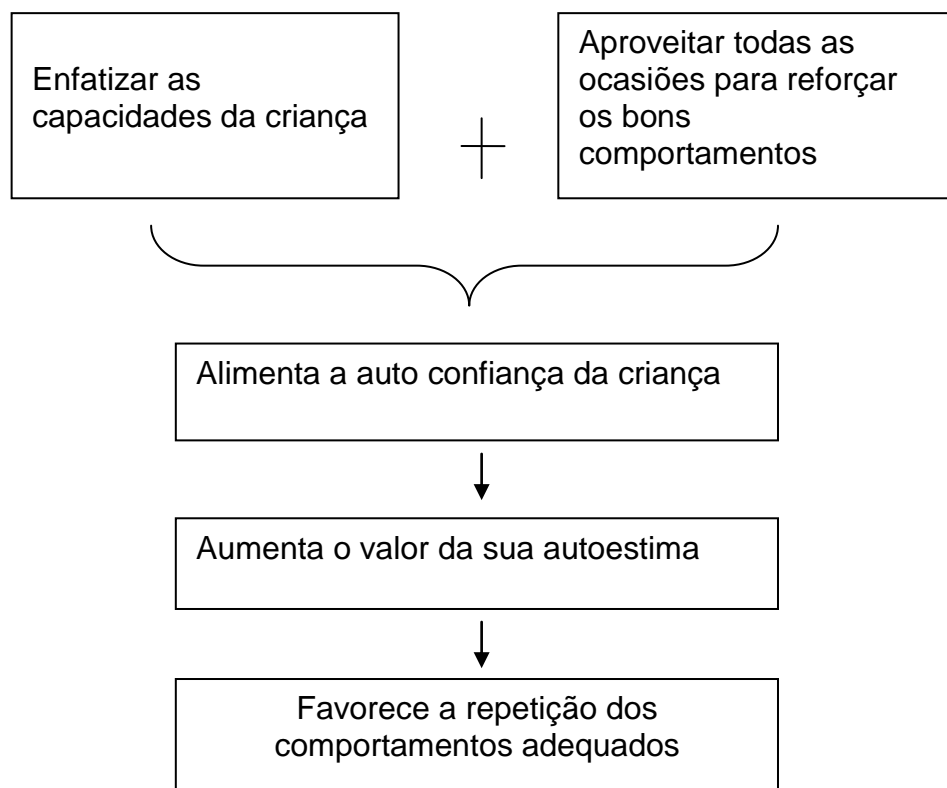 Enfatizar as
capacidades da criança
+
Aproveitar todas as
ocasiões para reforçar
os bons
comportamentos
Alimenta a auto confiança da criança
Aumenta o valor da sua autoestima
Favorece a repetição dos
comportamentos adequados